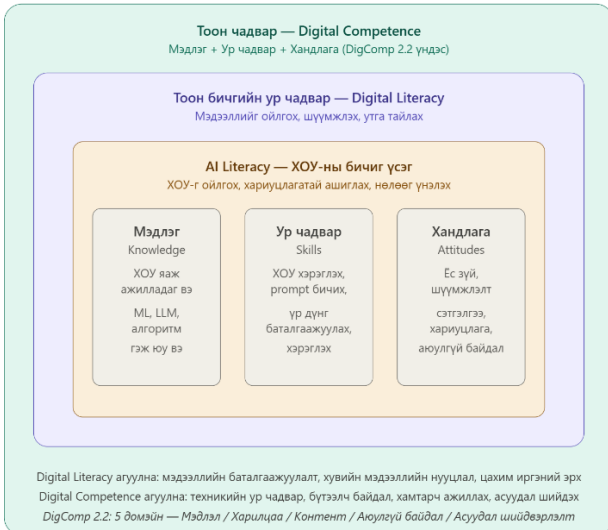 Тоон чадвар — Digital Competence
Мэдлэг + Ур чадвар + Хандлага (DigComp 2.2 үндэс)
Тоон бичгийн ур чадвар — Digital Literacy
Мэдээллийг ойлгох, шүүмжлэх, утга тайлах
AI Literacy — ХОУ-ны бичиг үсэг
ХОУ-г ойлгох, хариуцлагатай ашиглах, нөлөөг үнэлэх
Мэдлэг
Knowledge
ХОУ яаж
ажилладаг вэ
ML, LLM,
алгоритм
гэж юу вэ
Ур чадвар
Skills
ХОУ хэрэглэх,
prompt бичих,
үр дүнг
баталгаажуулах,
хэрэглэх
Хандлага
Attitudes
Ёс зүй,
шүүмжлэлт
сэтгэлгээ,
хариуцлага,
аюулгүй байдал
Digital Literacy агуулна: мэдээллийн баталгаажуулалт, хувийн мэдээллийн нууцлал, цахим иргэний эрх
Digital Competence агуулна: техникийн ур чадвар, бүтээлч байдал, хамтарч ажиллах, асуудал шийдэх
DigComp 2.2: 5 домэйн — Мэдлэл / Харилцаа / Контент / Аюулгүй байдал / Асуудал шийдвэрлэлт